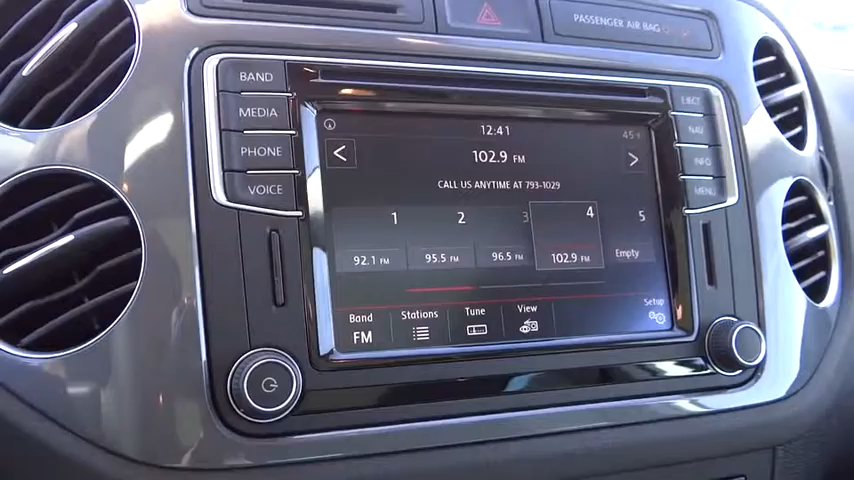 PASSENGER AIR BAG
BAND
MEDIA
PHONE
VOICE
EJECT
NAV
INFO
MENU
12:41
45°F
< 102.9 FM >
CALL US ANYTIME AT 793-1029
1 2 3 4 5
92.1 FM 95.5 FM 96.5 FM 102.9 FM Empty
Band Stations Tune View Setup
FM